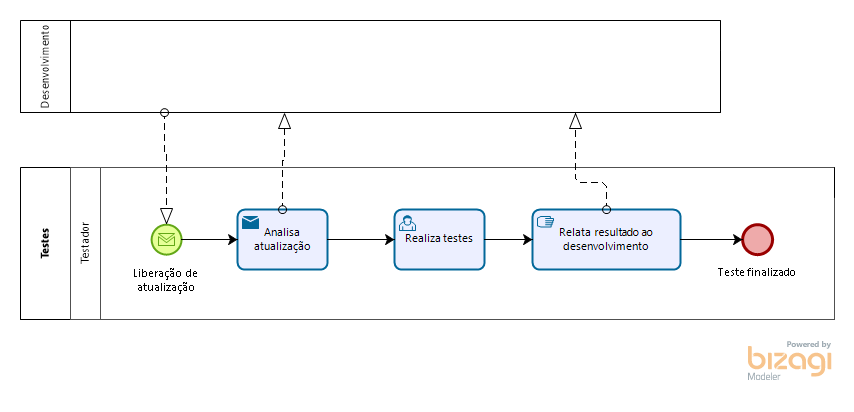 Desenvolvimento
Testes
Testador
Liberação de
atualização
Analisa
atualização
Realiza testes
Relata resultado ao
desenvolvimento
Teste finalizado
Powered by
bizagi
Modeler